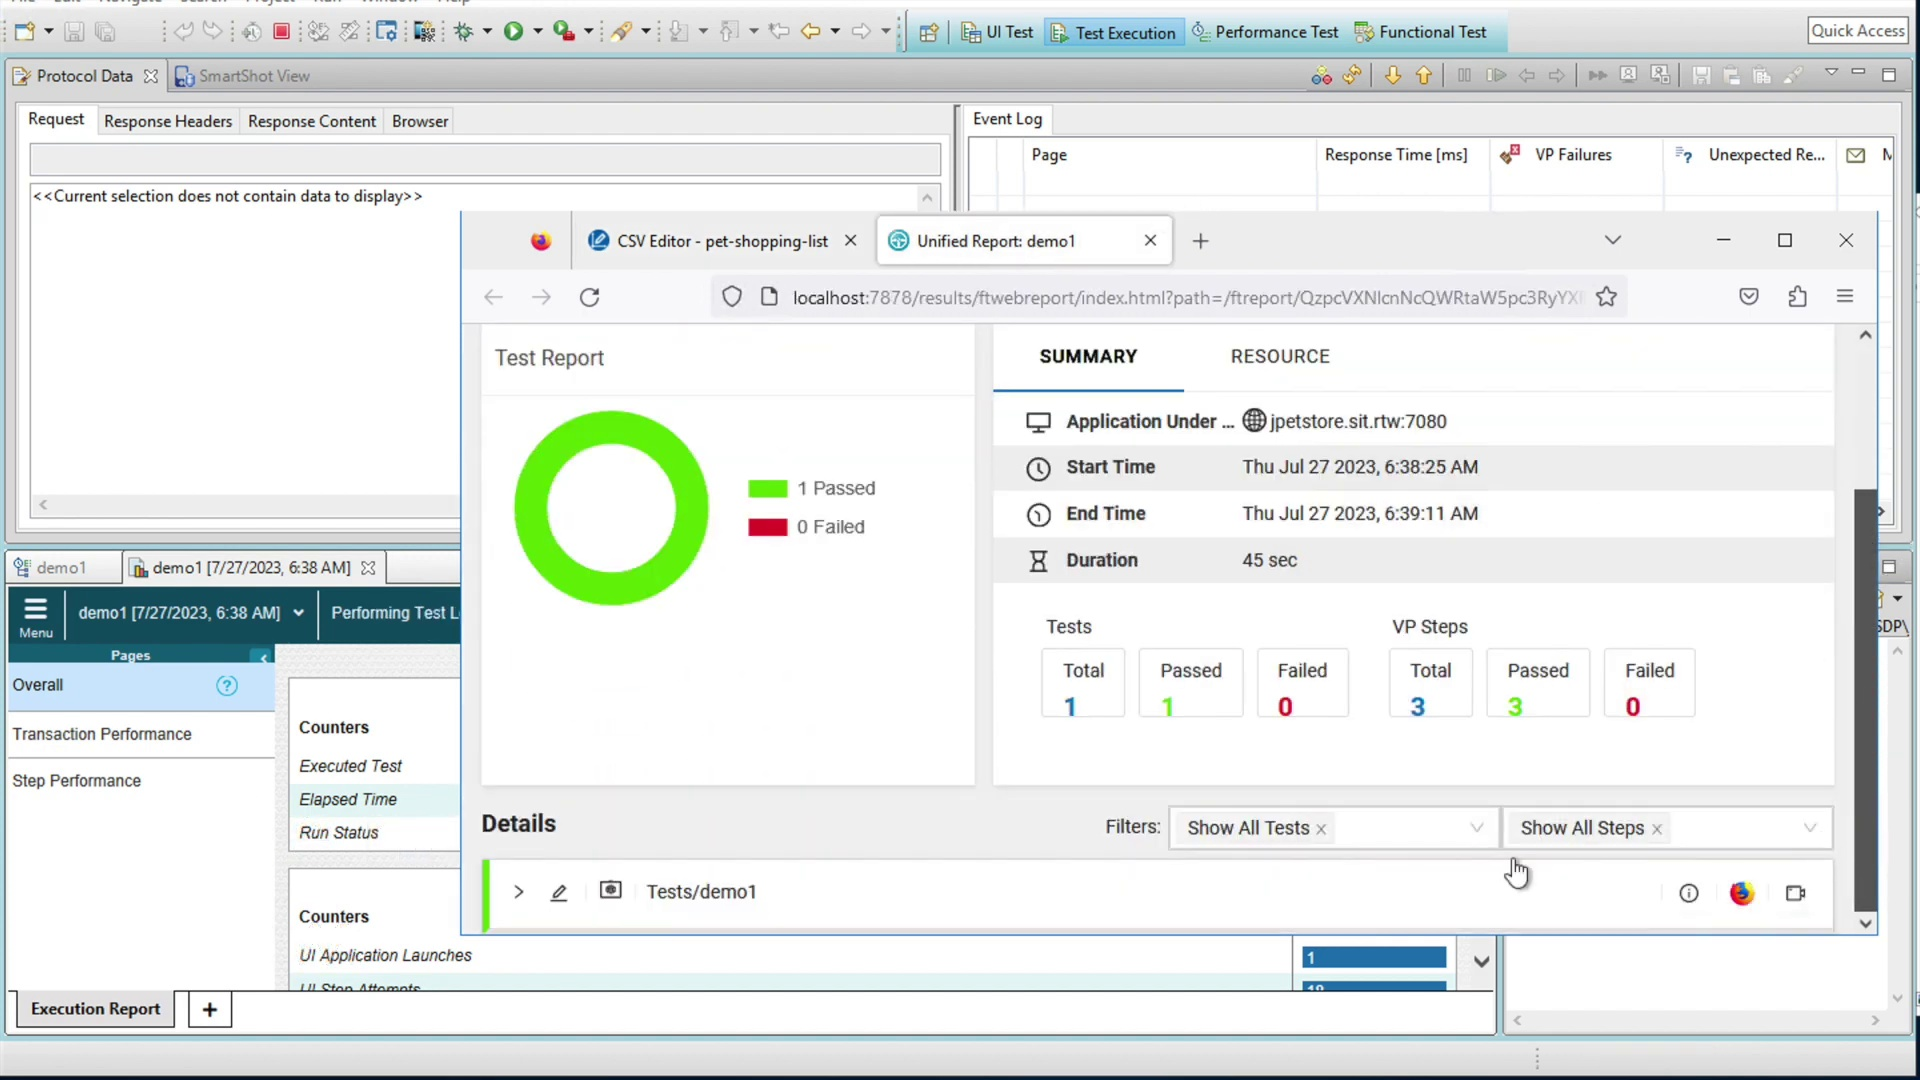 UI Test
Test Execution
Performance Test
Functional Test
Quick Access
Protocol Data
SmartShot View
Request
Response Headers
Response Content
Browser
<<Current selection does not contain data to display>>
Event Log
Page
Response Time [ms]
VP Failures
Unexpected Re...
M
CSV Editor - pet-shopping-list
Unified Report: demo1
localhost:7878/results/ftwebreport/index.html?path=/ftreport/QzpcVXNlcnNcQWRtaW5pc3RyYX
Test Report
1 Passed
0 Failed
SUMMARY
RESOURCE
Application Under ...
jpetstore.sit.rtw:7080
Start Time
Thu Jul 27 2023, 6:38:25 AM
End Time
Thu Jul 27 2023, 6:39:11 AM
Duration
45 sec
Tests
Total
1
Passed
1
Failed
0
VP Steps
Total
3
Passed
3
Failed
0
Details
Filters:
Show All Tests
Show All Steps
Tests/demo1
demo1
demo1 [7/27/2023, 6:38 AM]
Menu
demo1 [7/27/2023, 6:38 AM]
Performing Test L
SDP\
Pages
Overall
Transaction Performance
Step Performance
Counters
Executed Test
Elapsed Time
Run Status
Counters
UI Application Launches
1
UI Step Attempts
18
Execution Report